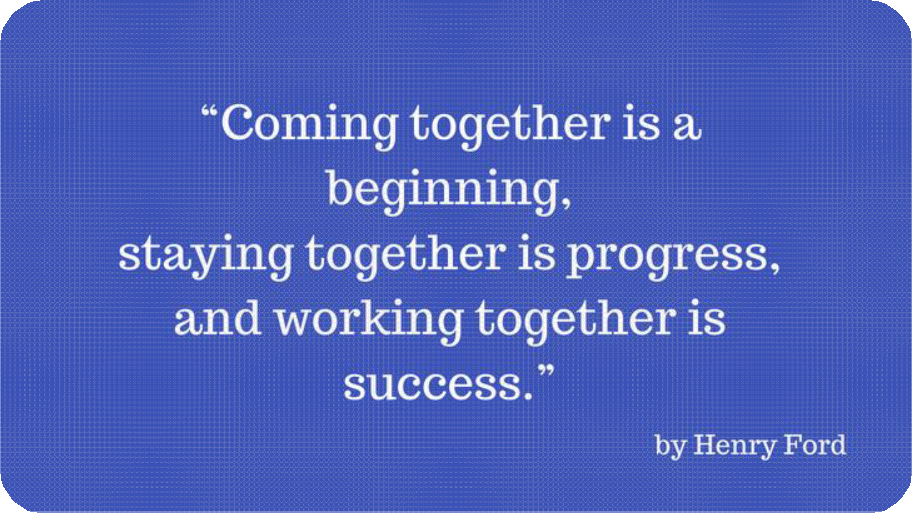 “Coming together is a
beginning,
staying together is progress,
and working together is
success.”
by Henry Ford